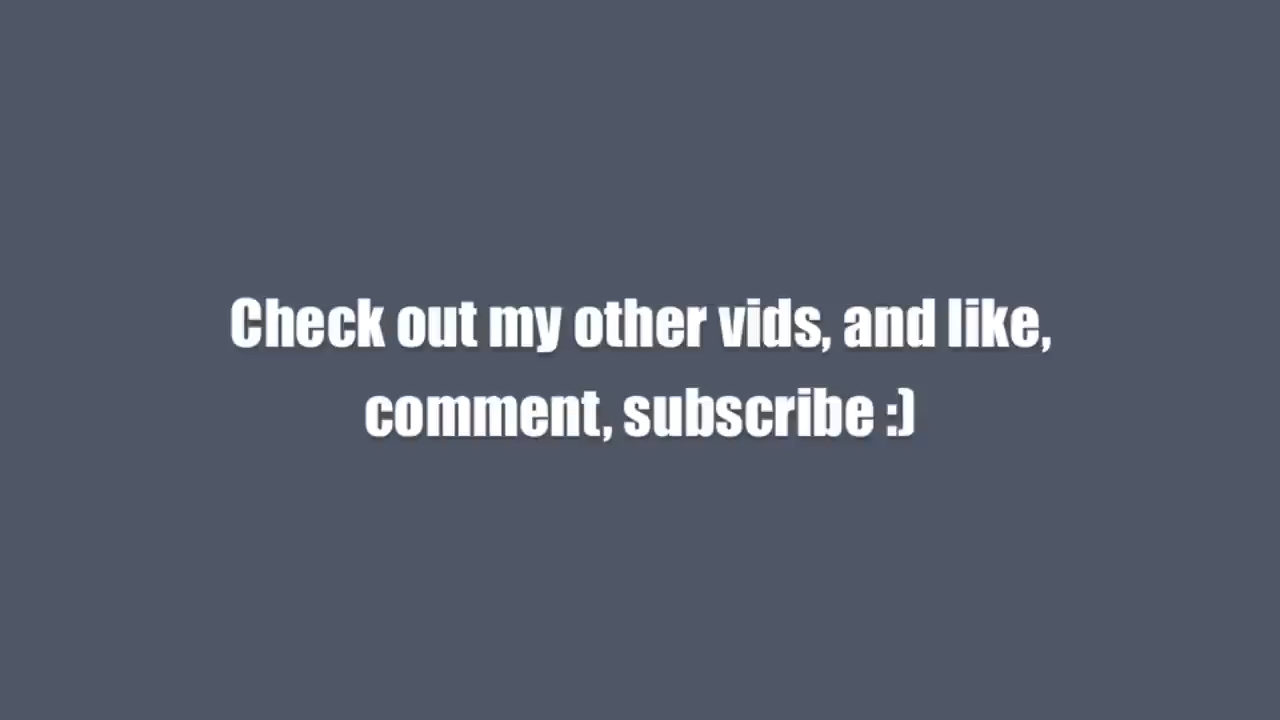 Check out my other vids, and like,
comment, subscribe :)